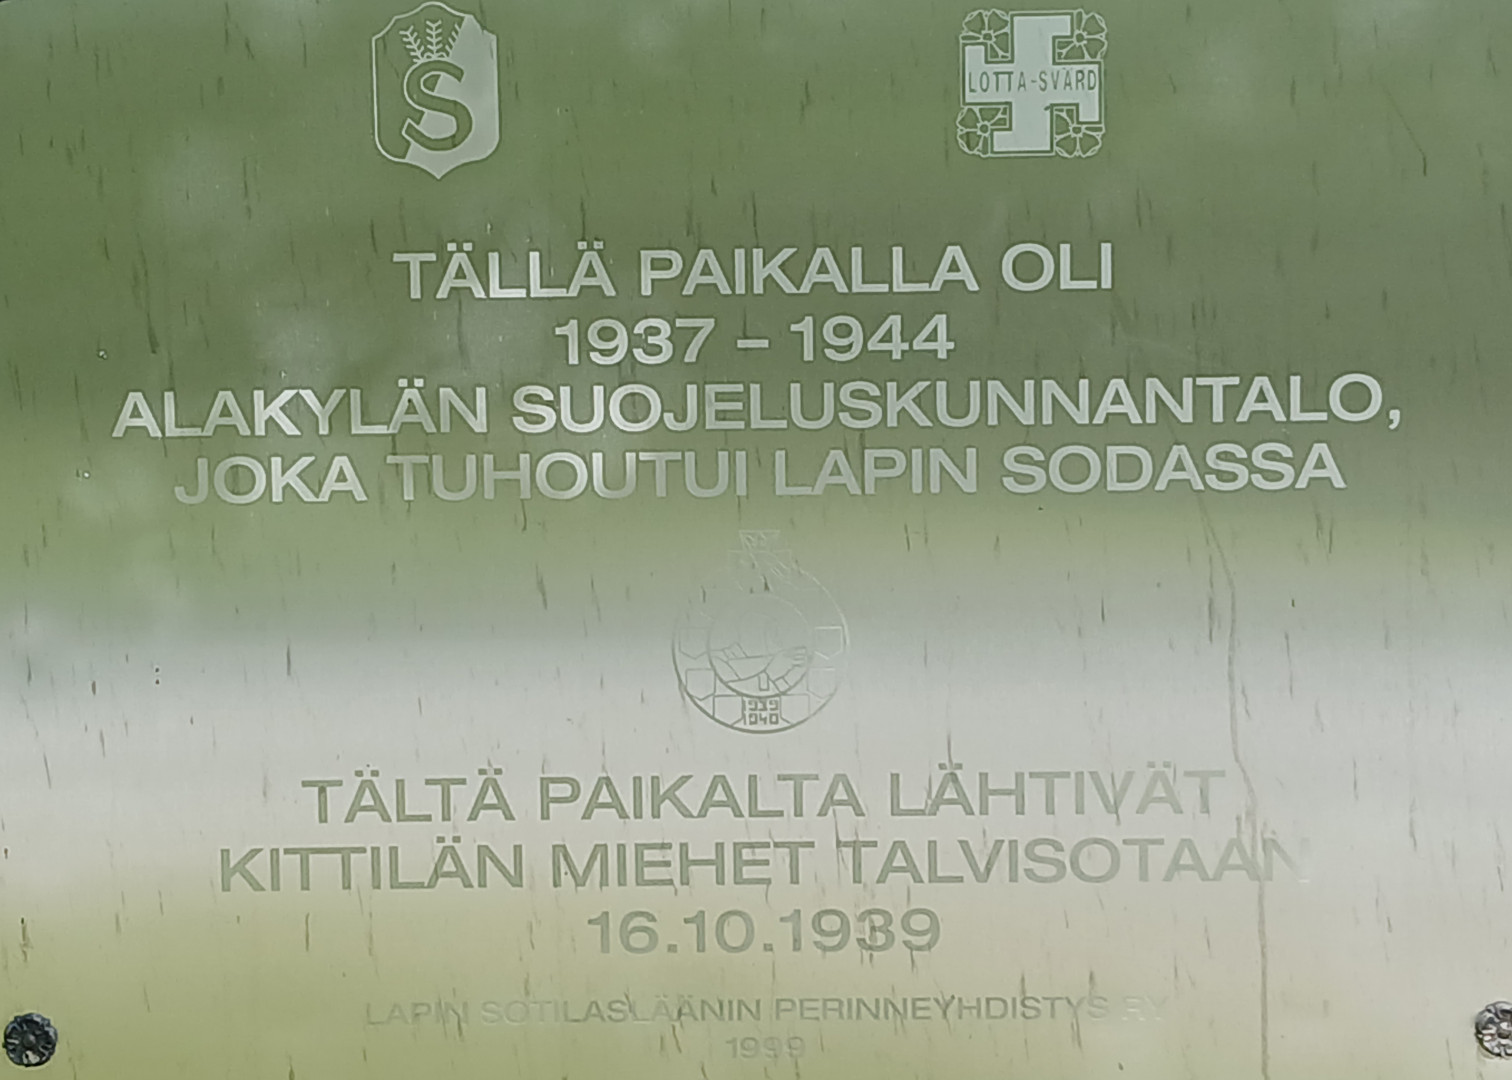 S
LOTTA-SVÄRD
TÄLLÄ PAIKALLA OLI
1937 – 1944
ALAKYLÄN SUOJELUSKUNNANTALO,
JOKA TUHOUTUI LAPIN SODASSA
1939
1940
TÄLTÄ PAIKALTA LÄHTIVÄT
KITTILÄN MIEHET TALVISOTAAN
16.10.1939
LAPIN SOTILASLÄÄNIN PERINNEYHDISTYS RY
1999